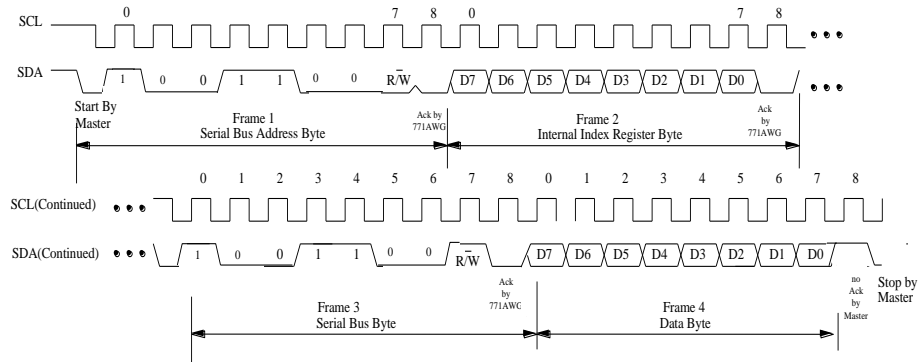 0 7 8 0 7 8
SCL
SDA
1 0 0 1 1 0 0 R/W D7 D6 D5 D4 D3 D2 D1 D0
Start By
Master
Frame 1
Serial Bus Address Byte
Ack by
771AWG
Frame 2
Internal Index Register Byte
Ack
by
771AWG
0 1 2 3 4 5 6 7 8 0 1 2 3 4 5 6 7 8
SCL(Continued)
SDA(Continued)
1 0 0 1 1 0 0 R/W D7 D6 D5 D4 D3 D2 D1 D0
Frame 3
Serial Bus Byte
Ack
by
771AWG
Frame 4
Data Byte
no
Ack
by
Master
Stop by
Master